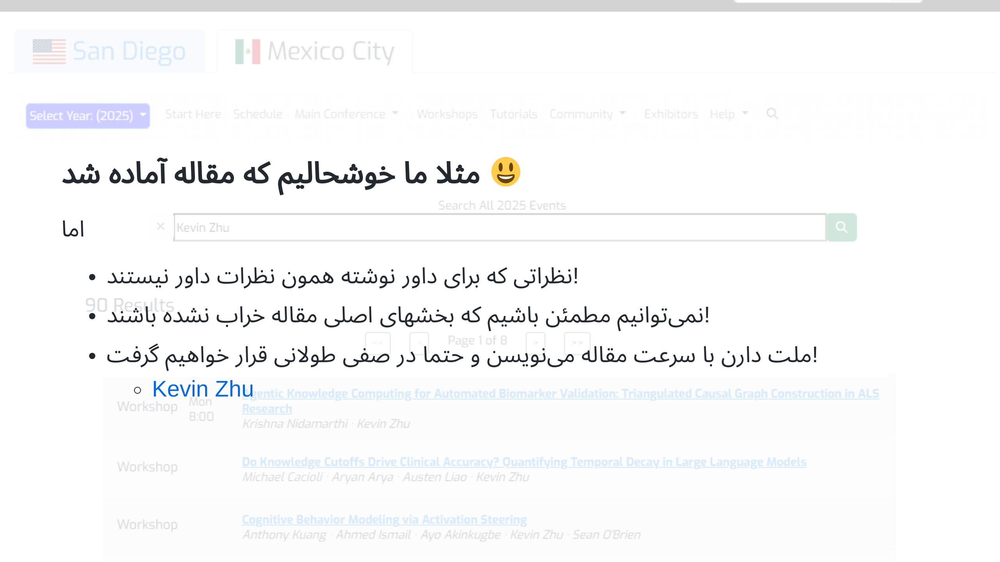 San Diego
Mexico City
Select Year: (2025)
Start Here Schedule Main Conference Workshops Tutorials Community Exhibitors Help
مثلا ما خوشحالیم که مقاله آماده شد 😃
Search All 2025 Events
اما
× Kevin Zhu
نظراتی که برای داور نوشته همون نظرات داور نیستند!
90 Results
نمی‌توانیم مطمئن باشیم که بخشهای اصلی مقاله خراب نشده باشند!
<< < Page 1 of 8 > >>
ملت دارن با سرعت مقاله می‌نویسن و حتما در صفی طولانی قرار خواهیم گرفت!
Kevin Zhu
Workshop
Mon
8:00
Agentic Knowledge Computing for Automated Biomarker Validation: Triangulated Causal Graph Construction in ALS
Research
Krishna Nidamarthi · Kevin Zhu
Workshop
Do Knowledge Cutoffs Drive Clinical Accuracy? Quantifying Temporal Decay in Large Language Models
Michael Cacioli · Aryan Arya · Austen Liao · Kevin Zhu
Workshop
Cognitive Behavior Modeling via Activation Steering
Anthony Kuang · Ahmed Ismail · Ayo Akinkugbe · Kevin Zhu · Sean O'Brien